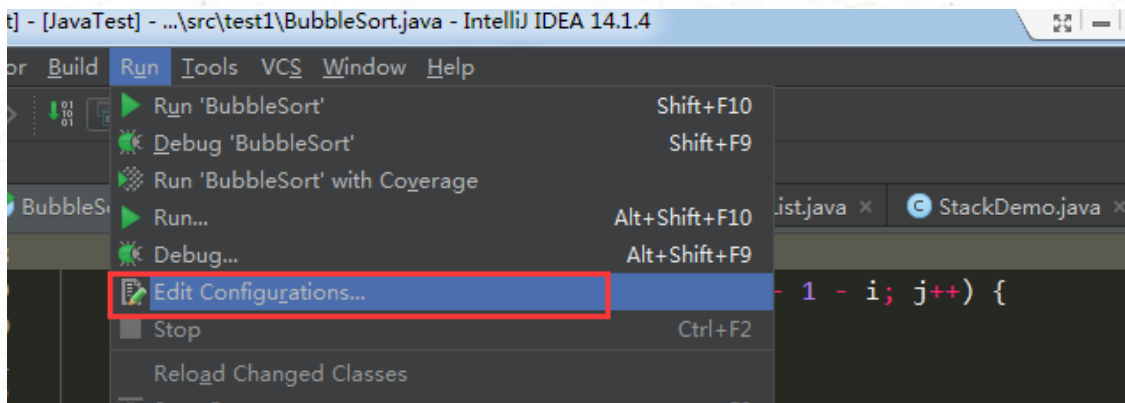 t] - [JavaTest] - ...\src\test1\BubbleSort.java - IntelliJ IDEA 14.1.4
or Build Run Tools VCS Window Help
Run 'BubbleSort' Shift+F10
Debug 'BubbleSort' Shift+F9
Run 'BubbleSort' with Coverage
BubbleS List.java × StackDemo.java ×
Run... Alt+Shift+F10
Debug... Alt+Shift+F9
Edit Configurations... - 1 - i; j++) {
Stop Ctrl+F2
Reload Changed Classes